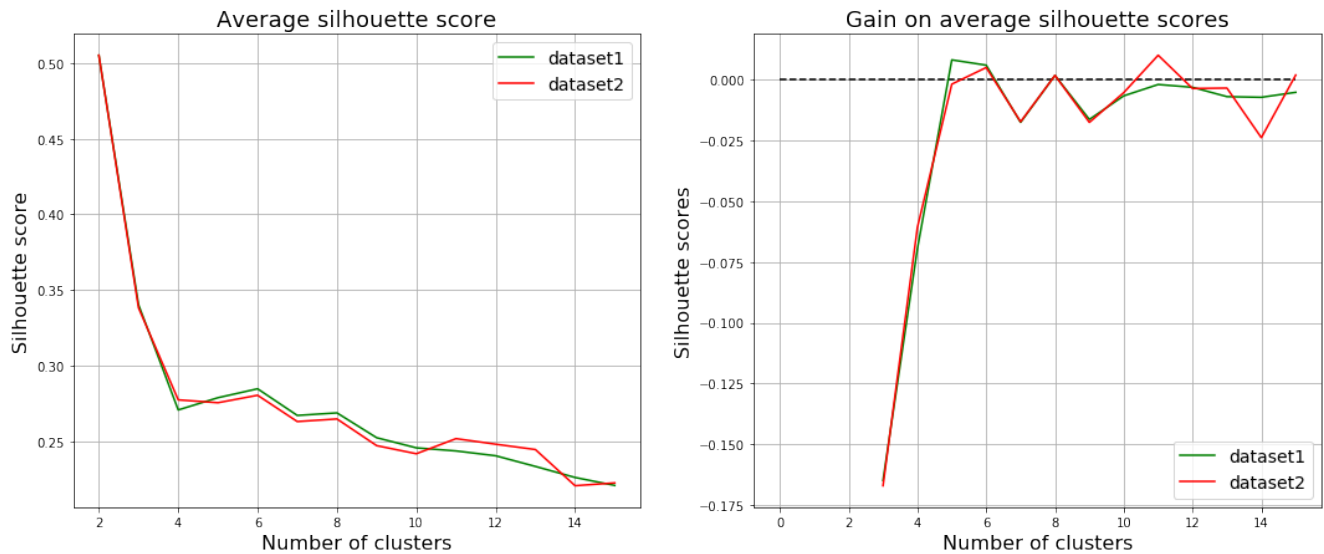 Average silhouette score
Silhouette score
0.50
0.45
0.40
0.35
0.30
0.25
2
4
6
8
10
12
14
Number of clusters
dataset1
dataset2
Gain on average silhouette scores
Silhouette scores
0.000
−0.025
−0.050
−0.075
−0.100
−0.125
−0.150
−0.175
0
2
4
6
8
10
12
14
Number of clusters
dataset1
dataset2